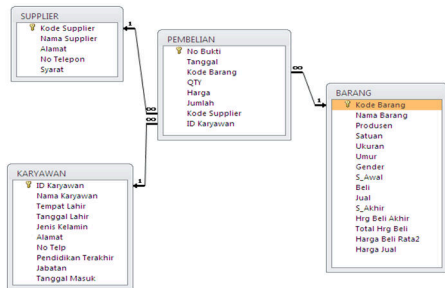 SUPPLIER
Kode Supplier
Nama Supplier
Alamat
No Telepon
Syarat
PEMBELIAN
No Bukti
Tanggal
Kode Barang
QTY
Harga
Jumlah
Kode Supplier
ID Karyawan
BARANG
Kode Barang
Nama Barang
Produsen
Satuan
Ukuran
Umur
Gender
S_Awal
Beli
Jual
S_Akhir
Hrg Beli Akhir
Total Hrg Beli
Harga Beli Rata2
Harga Jual
KARYAWAN
ID Karyawan
Nama Karyawan
Tempat Lahir
Tanggal Lahir
Jenis Kelamin
Alamat
No Telp
Pendidikan Terakhir
Jabatan
Tanggal Masuk
1
∞
∞
1
∞
1